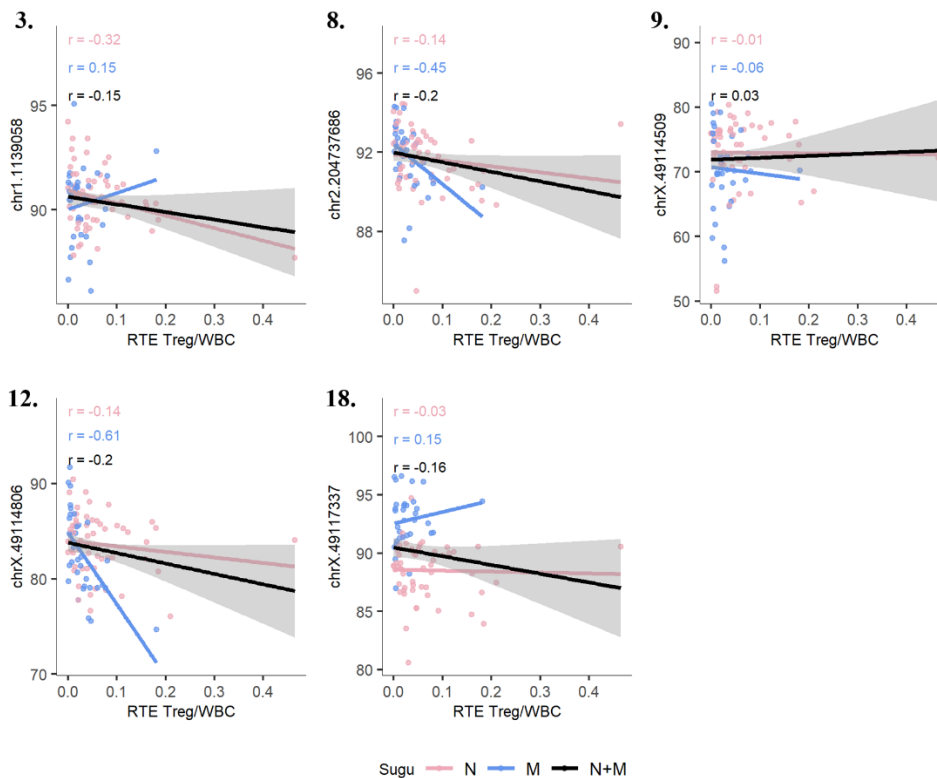 3.
r = -0.32
r = 0.15
r = -0.15
chr1.1139058
95
90
0.0 0.1 0.2 0.3 0.4
RTE Treg/WBC
8.
r = -0.14
r = -0.45
r = -0.2
chr2.204737686
96
92
88
0.0 0.1 0.2 0.3 0.4
RTE Treg/WBC
9.
r = -0.01
r = -0.06
r = 0.03
chrX.49114509
90
80
70
60
50
0.0 0.1 0.2 0.3 0.4
RTE Treg/WBC
12.
r = -0.14
r = -0.61
r = -0.2
chrX.49114806
90
80
70
0.0 0.1 0.2 0.3 0.4
RTE Treg/WBC
18.
r = -0.03
r = 0.15
r = -0.16
chrX.49117337
100
95
90
85
80
0.0 0.1 0.2 0.3 0.4
RTE Treg/WBC
Sugu N M N+M